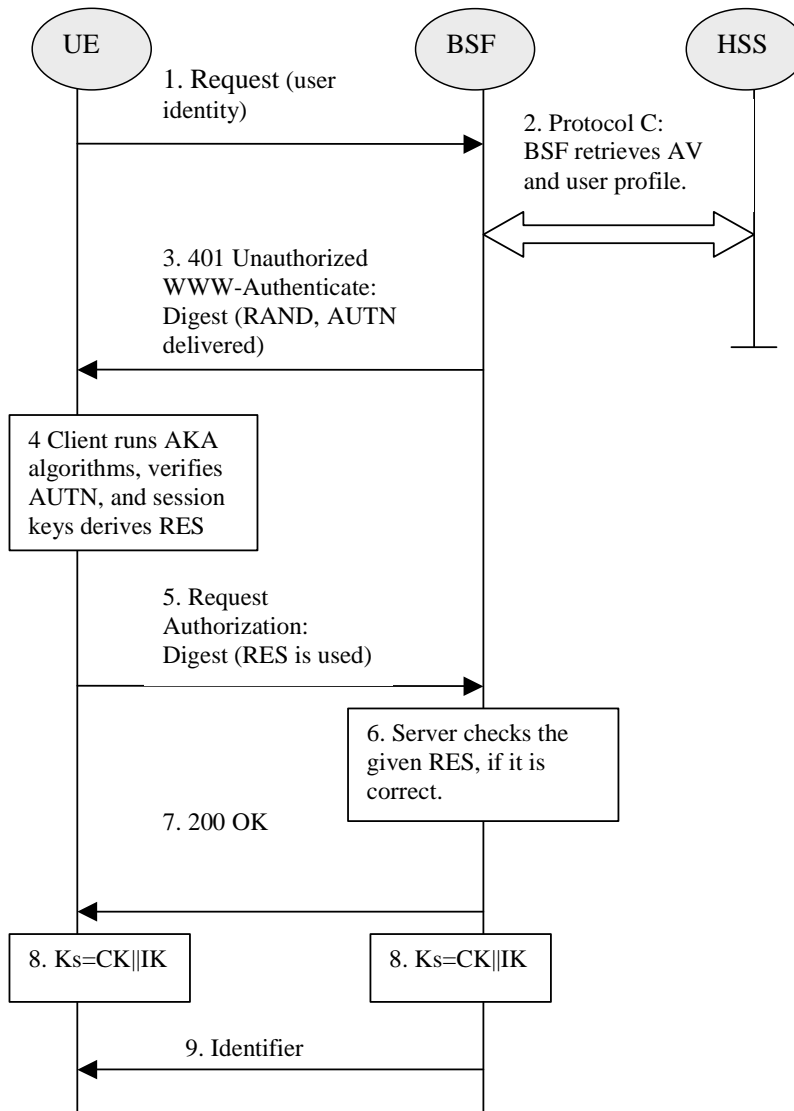 UE
BSF
HSS
1. Request (user
identity)
2. Protocol C:
BSF retrieves AV
and user profile.
3. 401 Unauthorized
WWW-Authenticate:
Digest (RAND, AUTN
delivered)
4 Client runs AKA
algorithms, verifies
AUTN, and session
keys derives RES
5. Request
Authorization:
Digest (RES is used)
6. Server checks the
given RES, if it is
correct.
7. 200 OK
8. Ks=CK||IK
8. Ks=CK||IK
9. Identifier